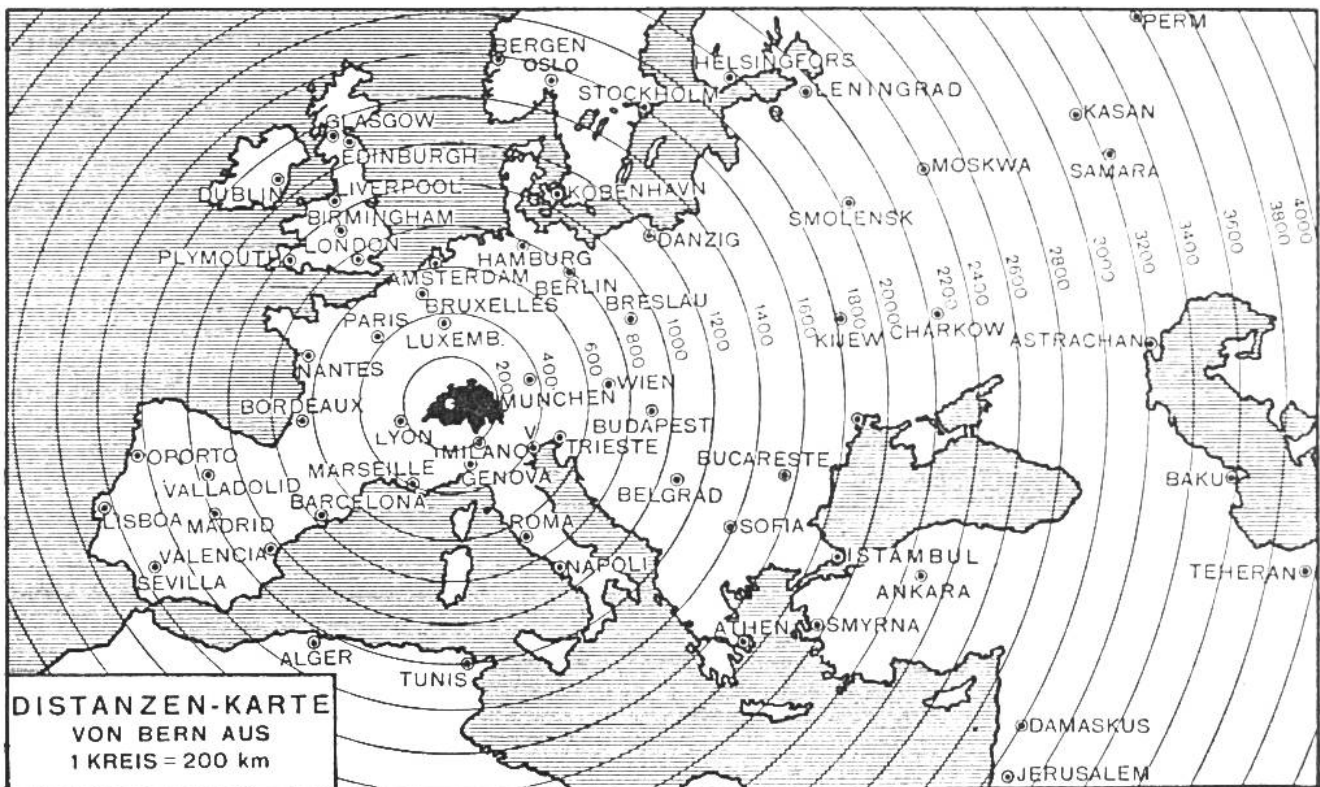 PERM
BERGEN
OSLO
HELSINGFORS
STOCKHOLM
LENINGRAD
KASAN
GLASGOW
EDINBURGH
MOSKWA
SAMARA
DUBLIN
LIVERPOOL
KÖBENHAVN
BIRMINGHAM
SMOLENSK
LONDON
DANZIG
PLYMOUTH
HAMBURG
AMSTERDAM
BERLIN
BRUXELLES
BRESLAU
PARIS
LUXEMB.
KIJEW
CHARKOW
ASTRACHAN
200
400
600
800
1000
1200
1400
1600
1800
2000
2200
2400
2600
2800
3000
3200
3400
3600
3800
4000
NANTES
MÜNCHEN
WIEN
BORDEAUX
LYON
BUDAPEST
MILANO
V
TRIESTE
OPORTO
MARSEILLE
GENOVA
BUCARESTE
VALLADOLID
BELGRAD
BAKU
BARCELONA
LISBOA
MADRID
ROMA
SOFIA
VALENCIA
ISTAMBUL
SEVILLA
NAPOLI
ANKARA
TEHERAN
ATHEN
SMYRNA
ALGER
TUNIS
DAMASKUS
JERUSALEM
DISTANZEN-KARTE
VON BERN AUS
1 KREIS = 200 km